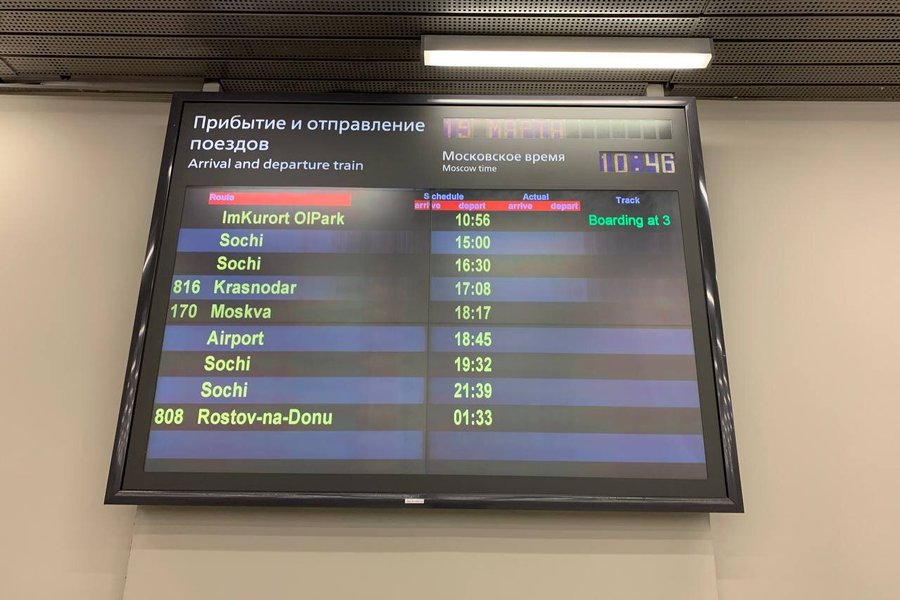 Прибытие и отправление
поездов
Arrival and departure train
19 МАРТА
Московское время
Moscow time
10:46
Route Schedule Actual Track
arrive depart arrive depart
ImKurort OlPark 10:56 Boarding at 3
Sochi 15:00
Sochi 16:30
816 Krasnodar 17:08
170 Moskva 18:17
Airport 18:45
Sochi 19:32
Sochi 21:39
808 Rostov-na-Donu 01:33